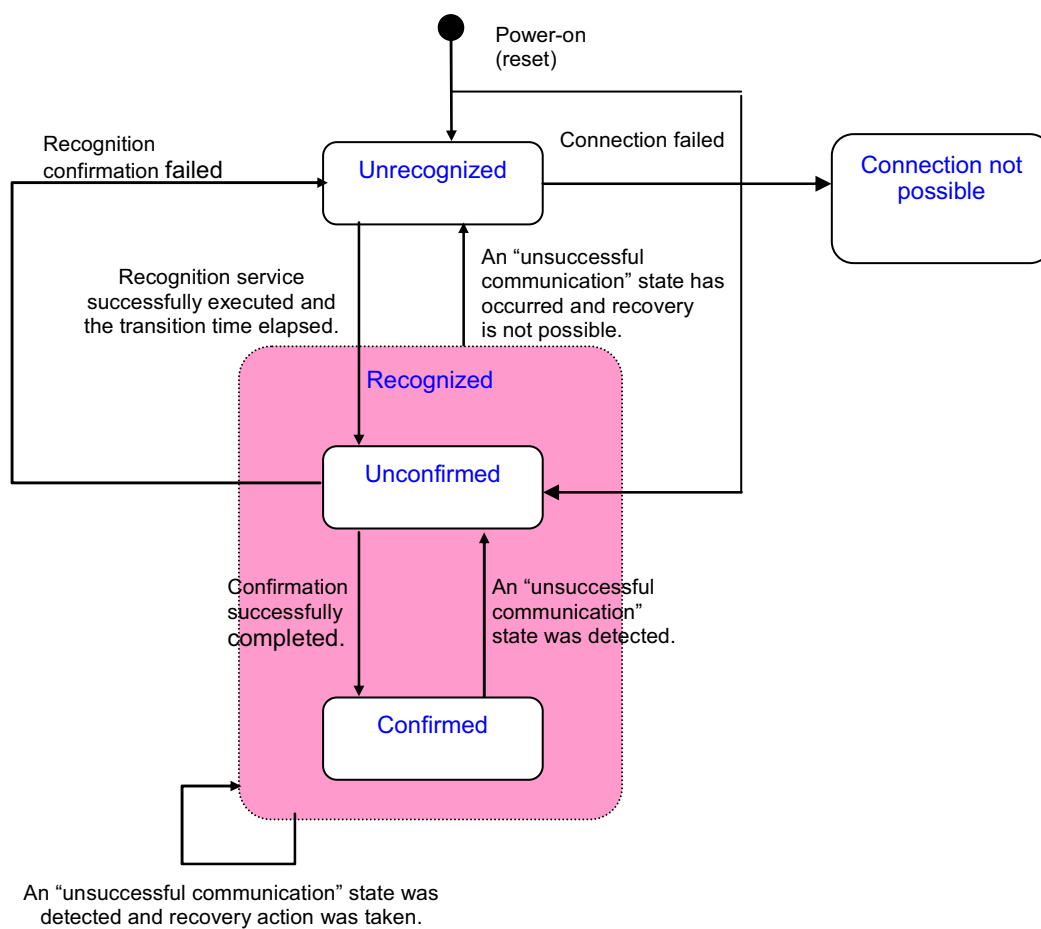 Power-on
(reset)
Recognition
confirmation failed
Connection failed
Unrecognized
Connection not
possible
Recognition service
successfully executed and
the transition time elapsed.
An “unsuccessful
communication” state has
occurred and recovery
is not possible.
Recognized
Unconfirmed
Confirmation
successfully
completed.
An “unsuccessful
communication”
state was detected.
Confirmed
An “unsuccessful communication” state was
detected and recovery action was taken.